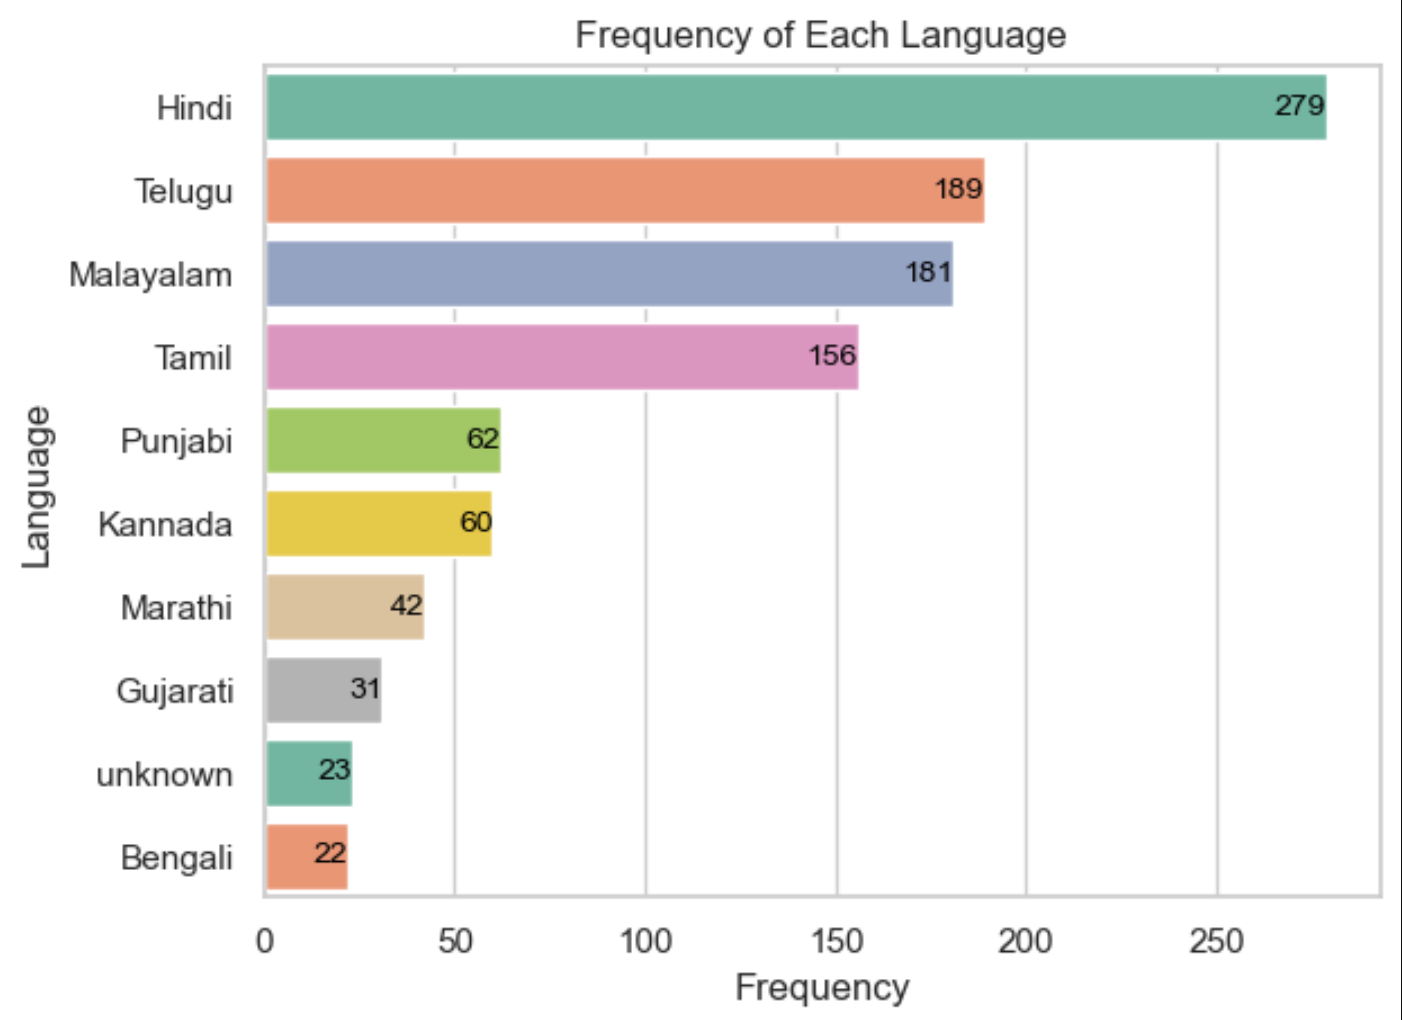 Frequency of Each Language
Hindi 279
Telugu 189
Malayalam 181
Tamil 156
Punjabi 62
Kannada 60
Marathi 42
Gujarati 31
unknown 23
Bengali 22
Language
0 50 100 150 200 250
Frequency